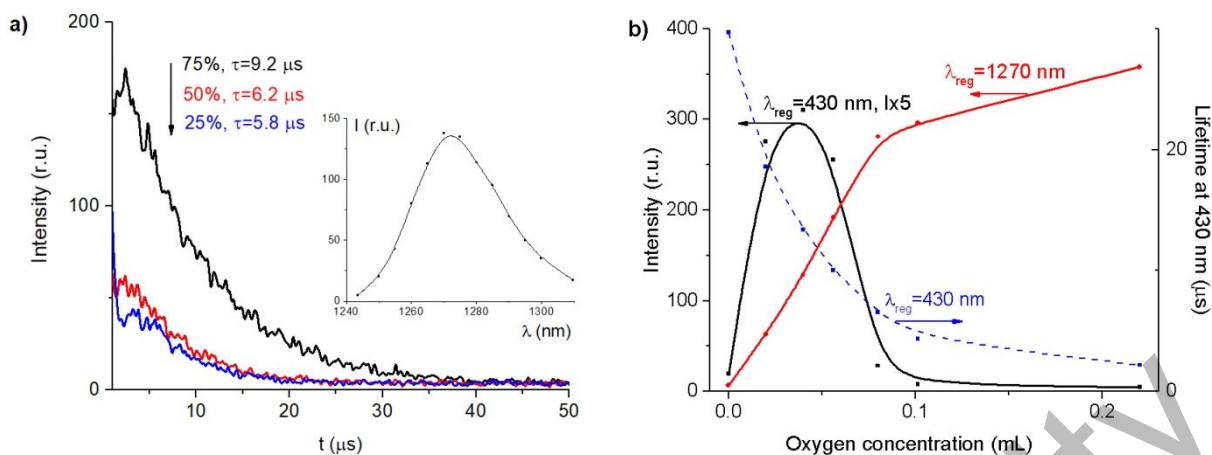 a)
200
100
0
Intensity (r.u.)
75%, τ=9.2 μs
50%, τ=6.2 μs
25%, τ=5.8 μs
I (r.u.)
150
125
100
75
50
25
0
1240 1260 1280 1300
λ (nm)
10 20 30 40 50
t (μs)
b)
400
300
200
100
0
Intensity (r.u.)
λreg=1270 nm
λreg=430 nm, Ix5
λreg=430 nm
20
0
Lifetime at 430 nm (μs)
0.0 0.1 0.2
Oxygen concentration (mL)